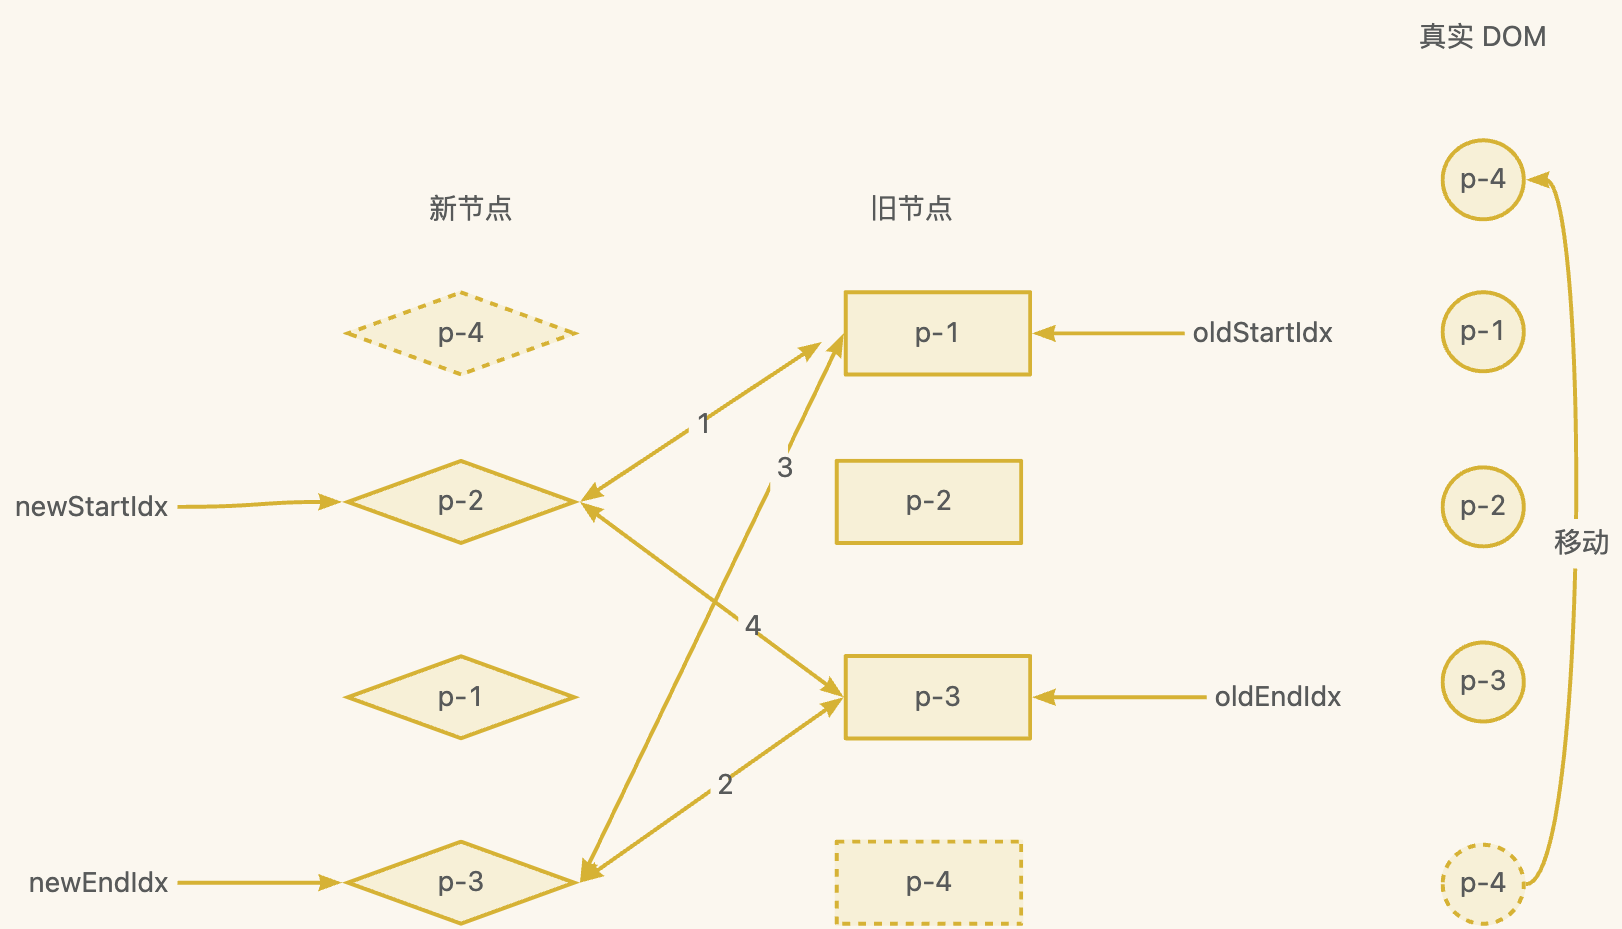 真实 DOM
p-4
新节点
旧节点
p-4
p-1
oldStartIdx
p-1
1
3
newStartIdx
p-2
p-2
p-2
移动
4
p-1
p-3
oldEndIdx
p-3
2
newEndIdx
p-3
p-4
p-4